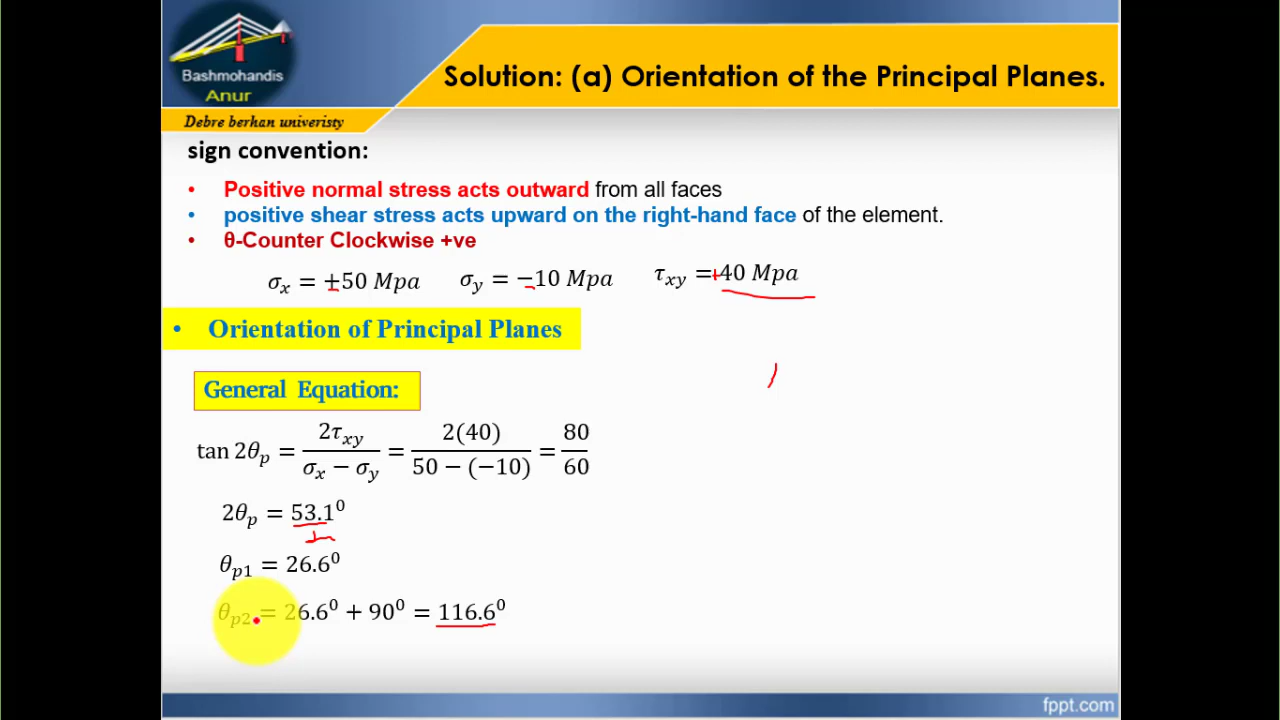 Bashmohandis
Anur
Solution: (a) Orientation of the Principal Planes.
Debre berhan univeristy
sign convention:
• Positive normal stress acts outward from all faces
• positive shear stress acts upward on the right-hand face of the element.
• θ-Counter Clockwise +ve
σx = +50 Mpa σy = −10 Mpa τxy = +40 Mpa
• Orientation of Principal Planes
General Equation:
tan 2θp = 2τxy / (σx − σy) = 2(40) / (50 − (−10)) = 80 / 60
2θp = 53.1⁰
θp1 = 26.6⁰
θp2 = 26.6⁰ + 90⁰ = 116.6⁰
fppt.com